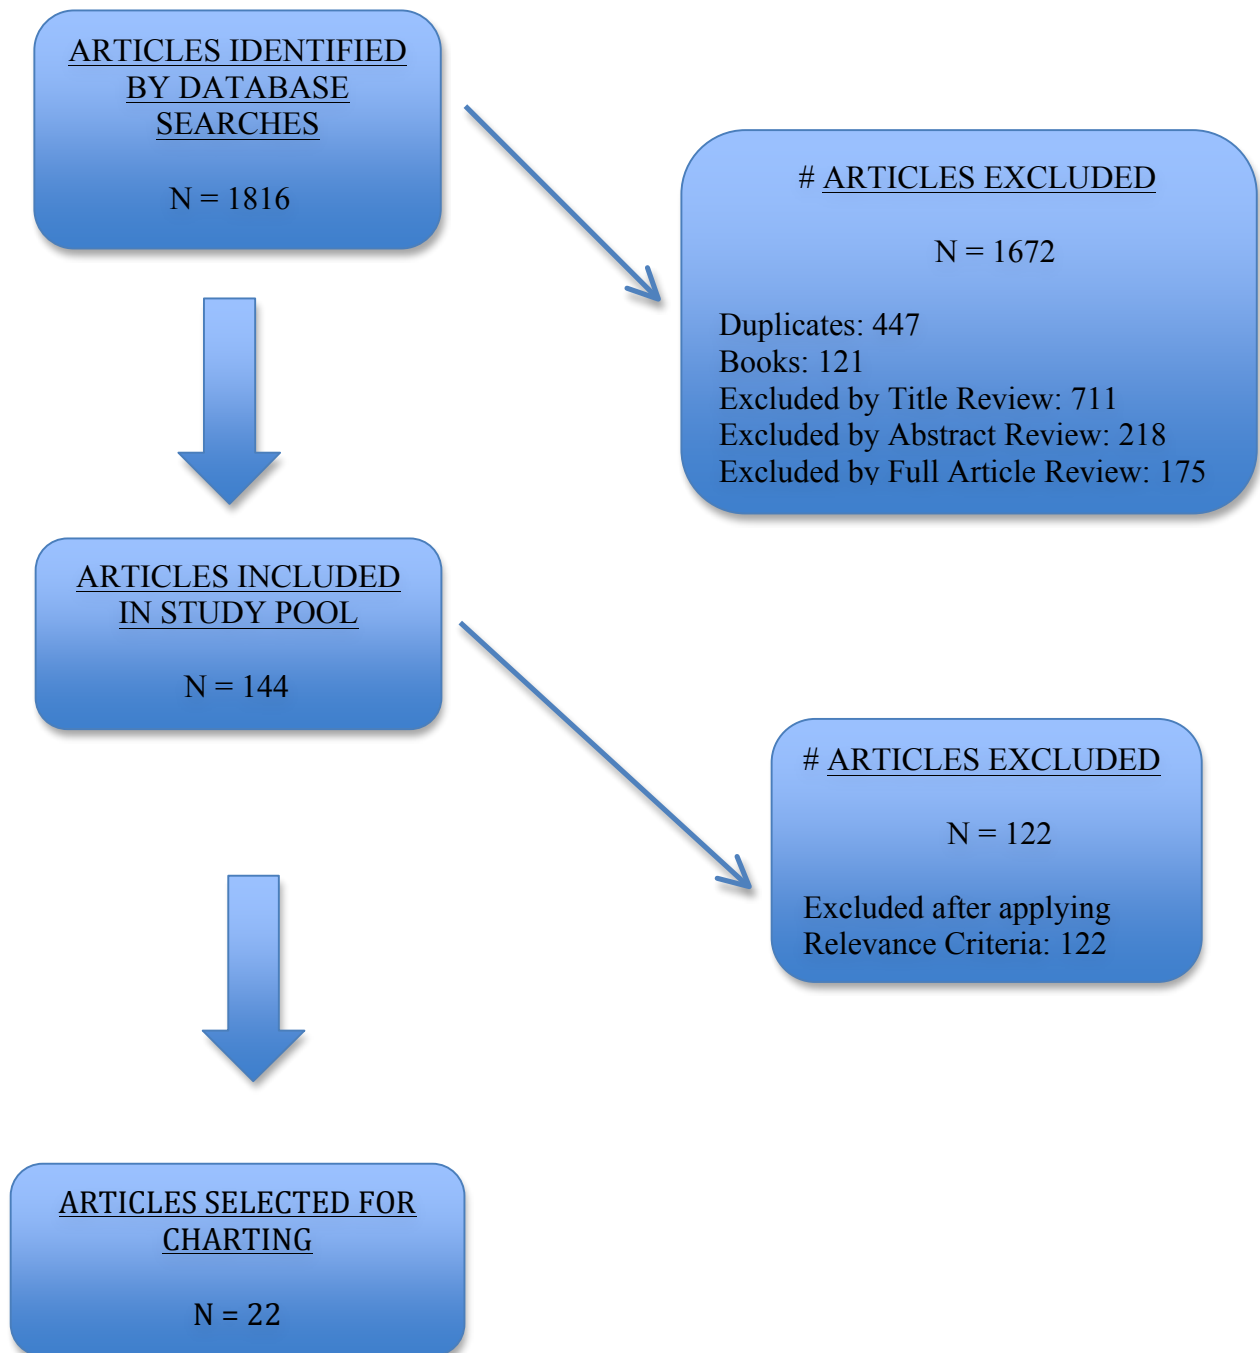 ARTICLES IDENTIFIED
BY DATABASE
SEARCHES
N = 1816
# ARTICLES EXCLUDED
N = 1672
Duplicates: 447
Books: 121
Excluded by Title Review: 711
Excluded by Abstract Review: 218
Excluded by Full Article Review: 175
ARTICLES INCLUDED
IN STUDY POOL
N = 144
# ARTICLES EXCLUDED
N = 122
Excluded after applying
Relevance Criteria: 122
ARTICLES SELECTED FOR
CHARTING
N = 22